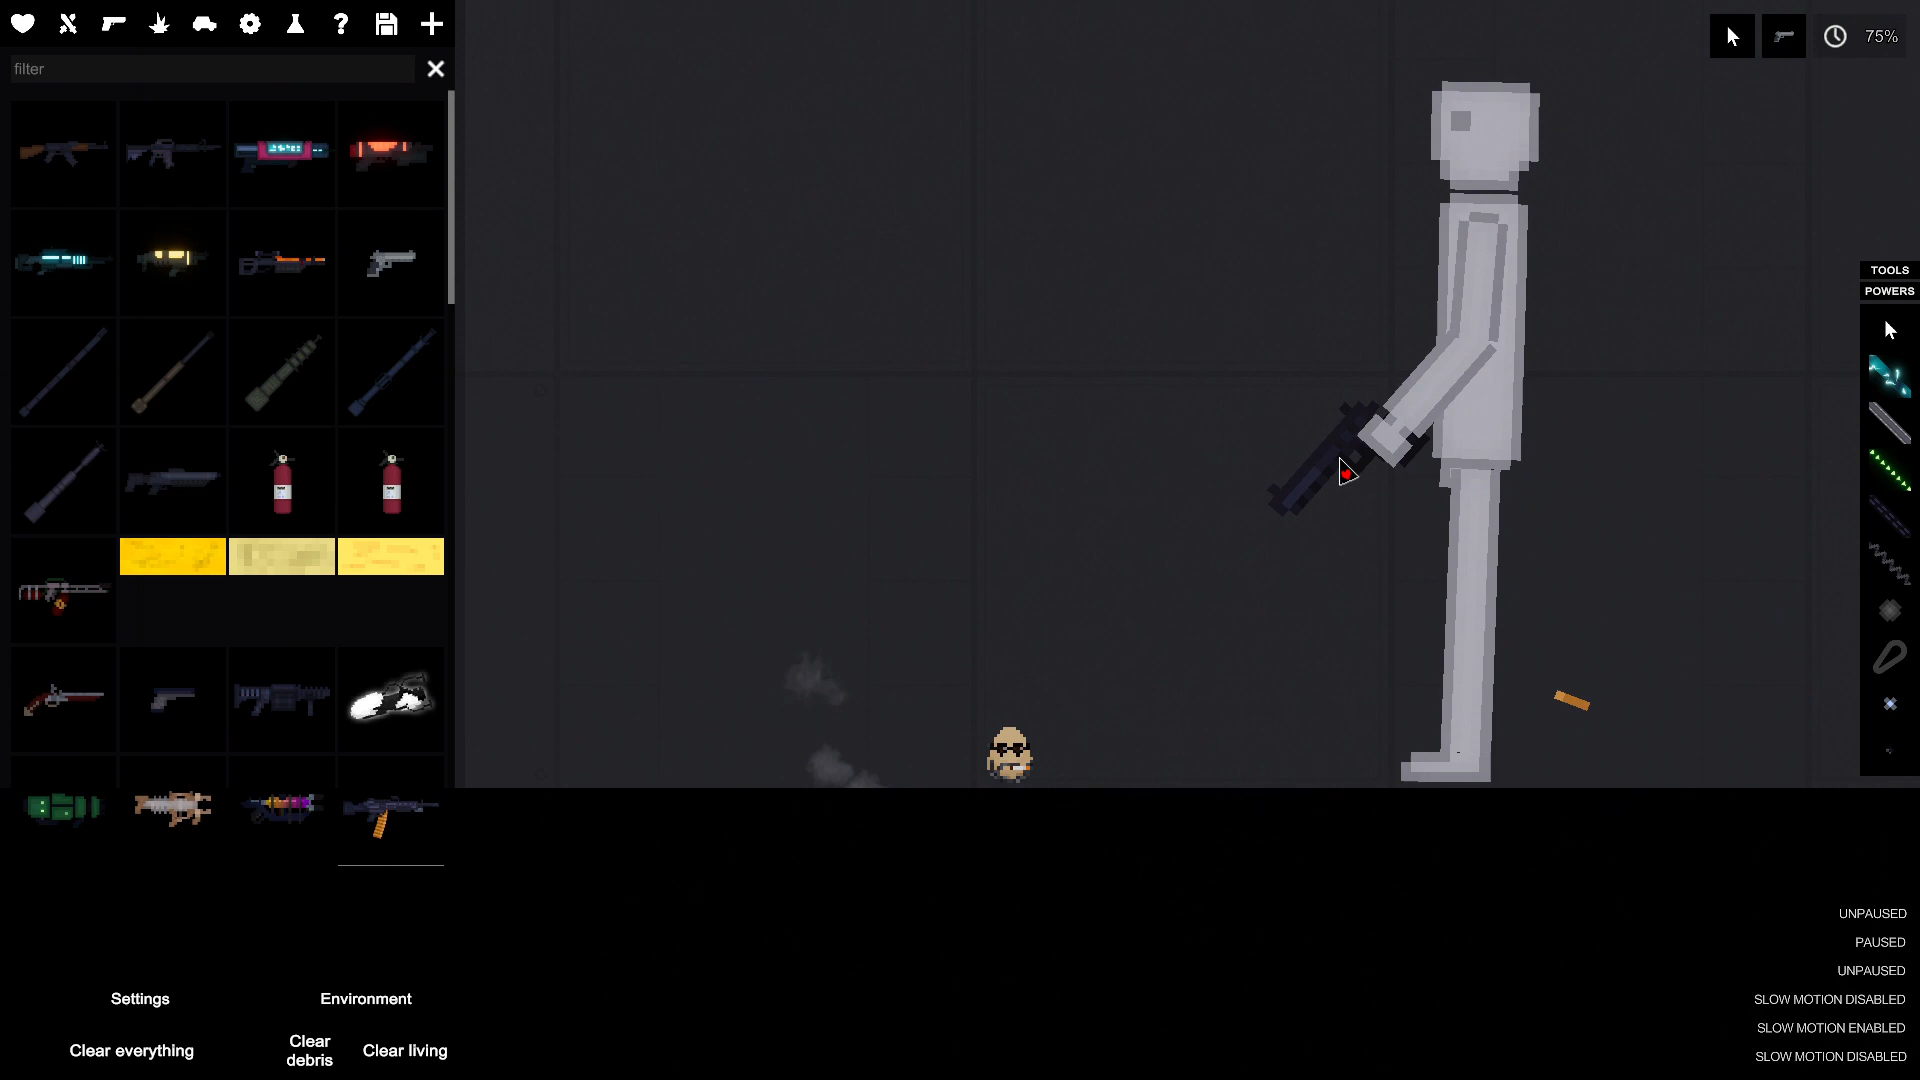 filter
75%
TOOLS
POWERS
UNPAUSED
PAUSED
UNPAUSED
SLOW MOTION DISABLED
SLOW MOTION ENABLED
SLOW MOTION DISABLED
Settings
Environment
Clear everything
Clear
debris
Clear living